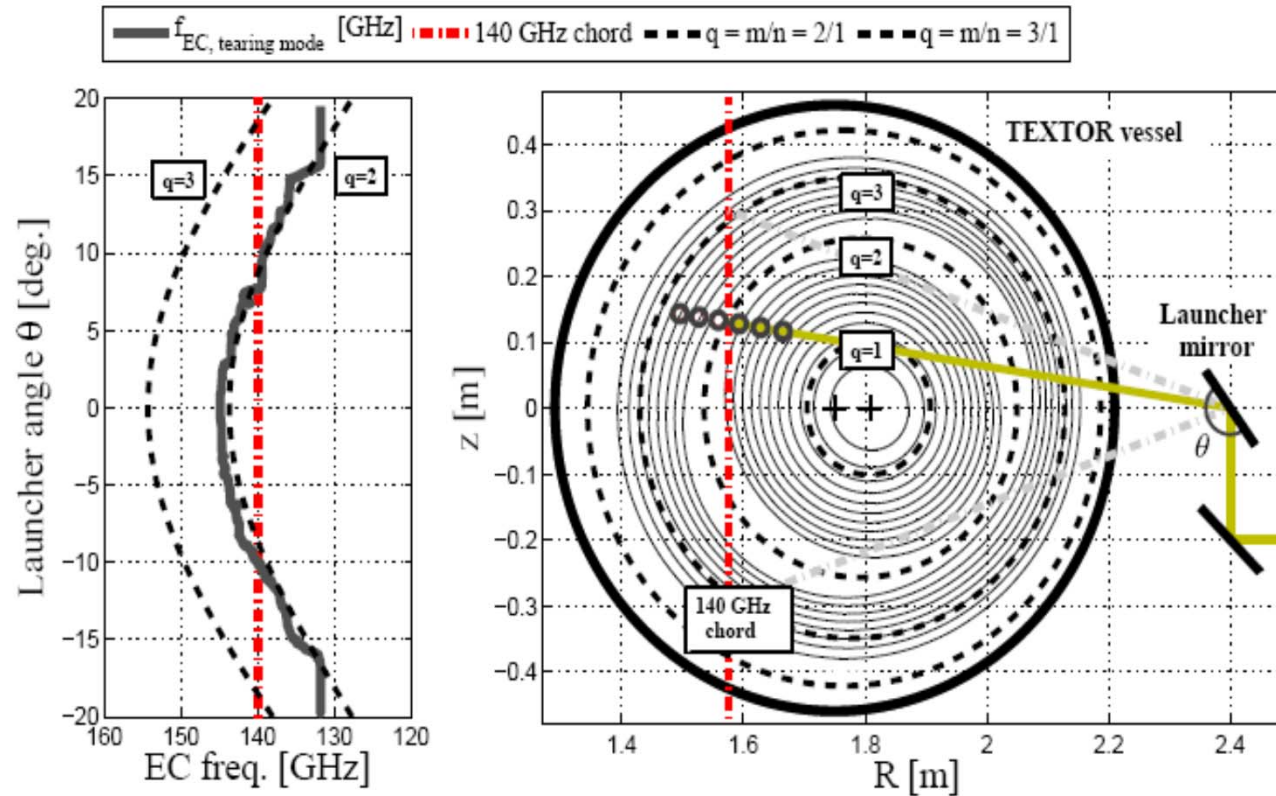 f_EC, tearing mode [GHz] 140 GHz chord q = m/n = 2/1 q = m/n = 3/1
20
15
10
5
0
−5
−10
−15
−20
Launcher angle θ [deg.]
q=3
q=2
160 150 140 130 120
EC freq. [GHz]
TEXTOR vessel
0.4
0.3
0.2
0.1
0
−0.1
−0.2
−0.3
−0.4
z [m]
q=3
q=2
q=1
Launcher
mirror
θ
140 GHz
chord
1.4 1.6 1.8 2 2.2 2.4
R [m]